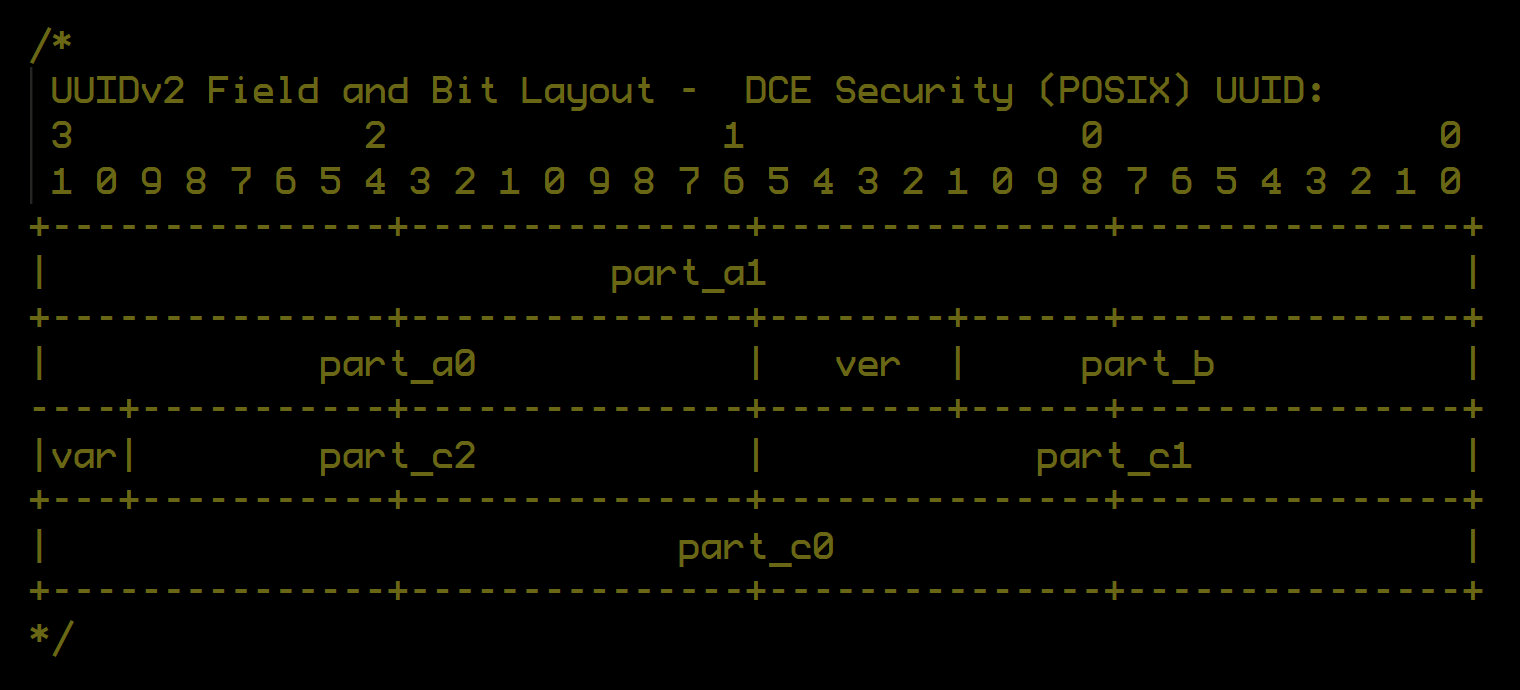 /*
 UUIDv2 Field and Bit Layout -  DCE Security (POSIX) UUID:
 3             2               1               0               0
 1 0 9 8 7 6 5 4 3 2 1 0 9 8 7 6 5 4 3 2 1 0 9 8 7 6 5 4 3 2 1 0
+---------------+---------------+---------------+---------------+
|                         part_a1                               |
+---------------+---------------+--------+------+---------------+
|            part_a0            |   ver  |     part_b           |
----+-----------+---------------+--------+------+---------------+
|var|        part_c2            |            part_c1            |
+---+-----------+---------------+---------------+---------------+
|                            part_c0                            |
+---------------+---------------+---------------+---------------+
*/